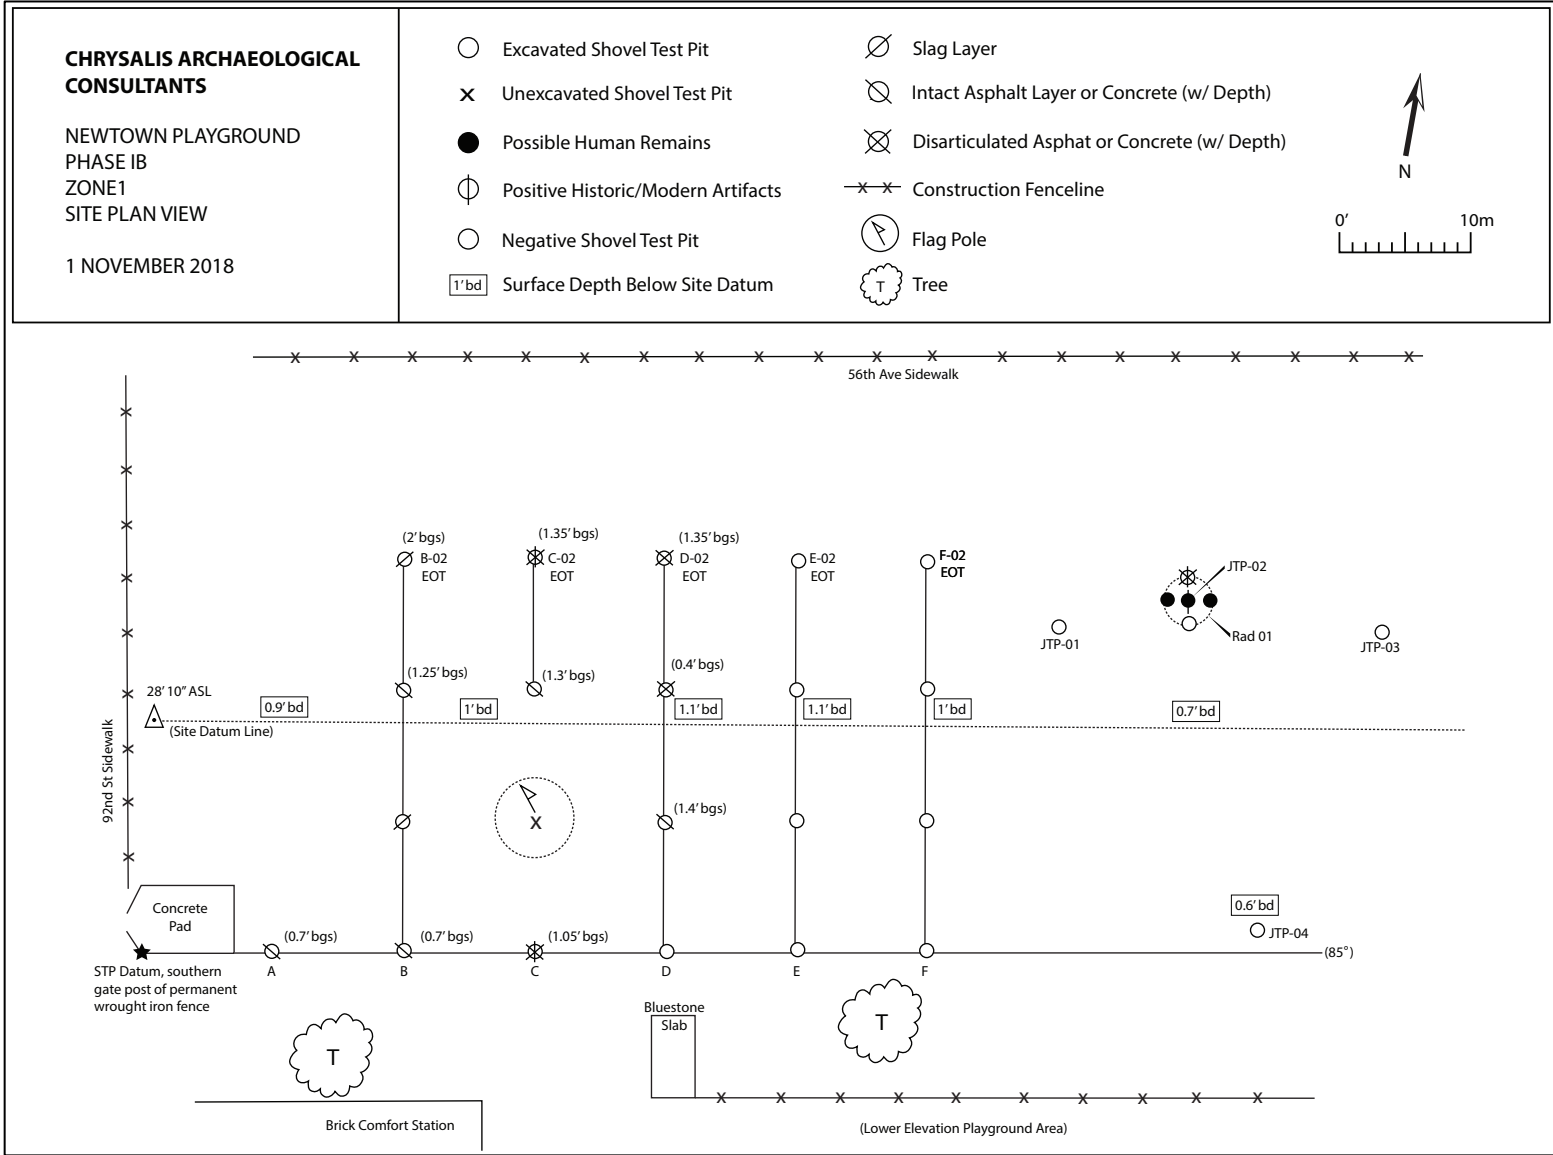 CHRYSALIS ARCHAEOLOGICAL
CONSULTANTS
NEWTOWN PLAYGROUND
PHASE IB
ZONE1
SITE PLAN VIEW
1 NOVEMBER 2018
Excavated Shovel Test Pit
x Unexcavated Shovel Test Pit
Possible Human Remains
Positive Historic/Modern Artifacts
Negative Shovel Test Pit
1' bd Surface Depth Below Site Datum
Slag Layer
Intact Asphalt Layer or Concrete (w/ Depth)
Disarticulated Asphat or Concrete (w/ Depth)
x x Construction Fenceline
Flag Pole
T Tree
N
0' 10m
56th Ave Sidewalk
92nd St Sidewalk
(2' bgs)
B-02
EOT
(1.35' bgs)
C-02
EOT
(1.35' bgs)
D-02
EOT
E-02
EOT
F-02
EOT
JTP-02
Rad 01
JTP-01
JTP-03
(1.25' bgs)
(1.3' bgs)
(0.4' bgs)
28' 10" ASL
0.9' bd
1' bd
1.1' bd
1.1' bd
1' bd
0.7' bd
(Site Datum Line)
x
(1.4' bgs)
Concrete
Pad
(0.7' bgs)
(0.7' bgs)
(1.05' bgs)
0.6' bd
JTP-04
(85°)
A B C D E F
STP Datum, southern
gate post of permanent
wrought iron fence
T
Bluestone
Slab
T
Brick Comfort Station
(Lower Elevation Playground Area)